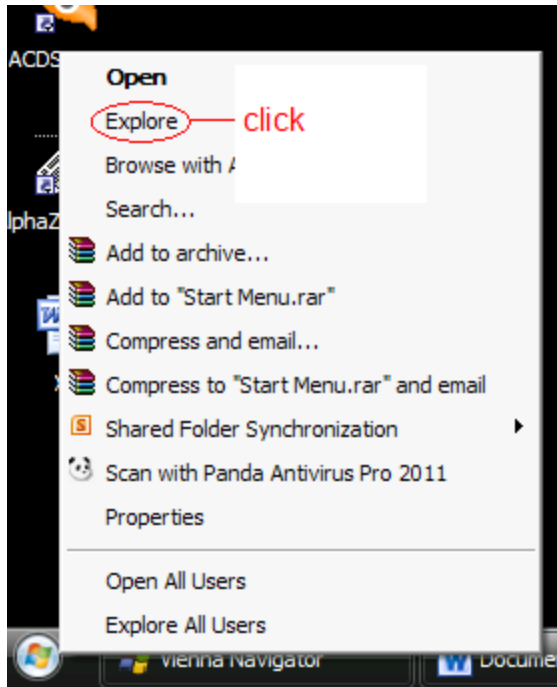 ACDS
Open
Explore click
Browse with A
Search...
lphaZ
Add to archive...
Add to "Start Menu.rar"
Compress and email...
Compress to "Start Menu.rar" and email
Shared Folder Synchronization
Scan with Panda Antivirus Pro 2011
Properties
Open All Users
Explore All Users
Vienna Navigator
Docume